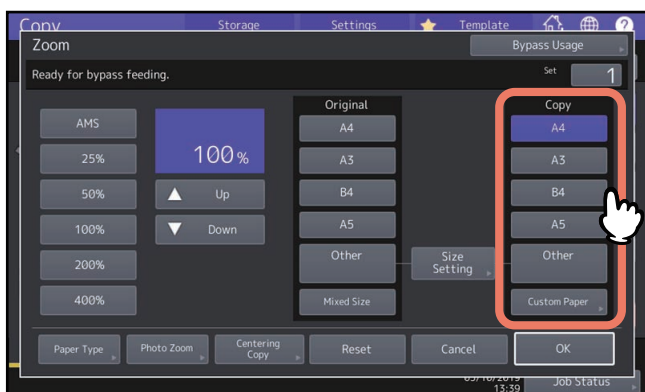 Copy Storage Settings Template
Zoom Bypass Usage
Ready for bypass feeding. Set 1
Original Copy
AMS A4 A4
25% 100% A3 A3
50% Up B4 B4
100% Down A5 A5
200% Other Size Setting Other
400% Mixed Size Custom Paper
Paper Type Photo Zoom Centering Copy Reset Cancel OK
13:39 Job Status